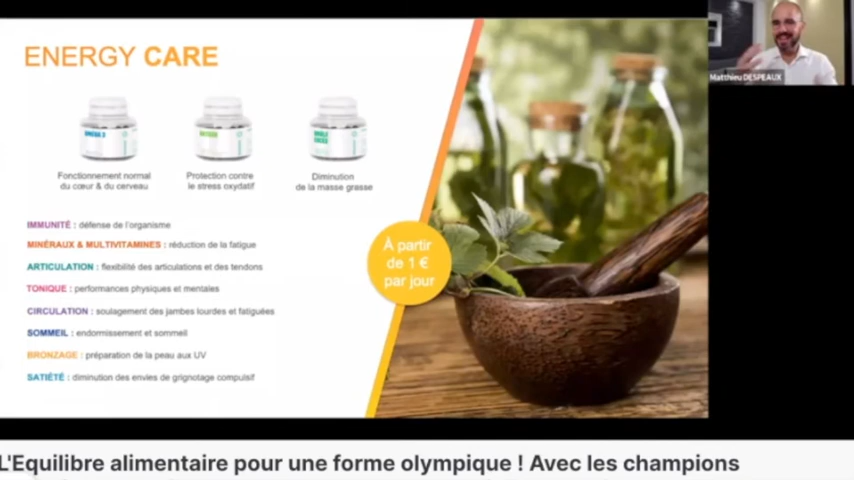 ENERGY CARE
Matthieu DESPEAUX
OMÉGA 3
Fonctionnement normal
du cœur & du cerveau
Protection contre
le stress oxydatif
Diminution
de la masse grasse
IMMUNITÉ : défense de l'organisme
MINÉRAUX & MULTIVITAMINES : réduction de la fatigue
ARTICULATION : flexibilité des articulations et des tendons
TONIQUE : performances physiques et mentales
CIRCULATION : soulagement des jambes lourdes et fatiguées
SOMMEIL : endormissement et sommeil
BRONZAGE : préparation de la peau aux UV
SATIÉTÉ : diminution des envies de grignotage compulsif
À partir
de 1 €
par jour
L'Equilibre alimentaire pour une forme olympique ! Avec les champions